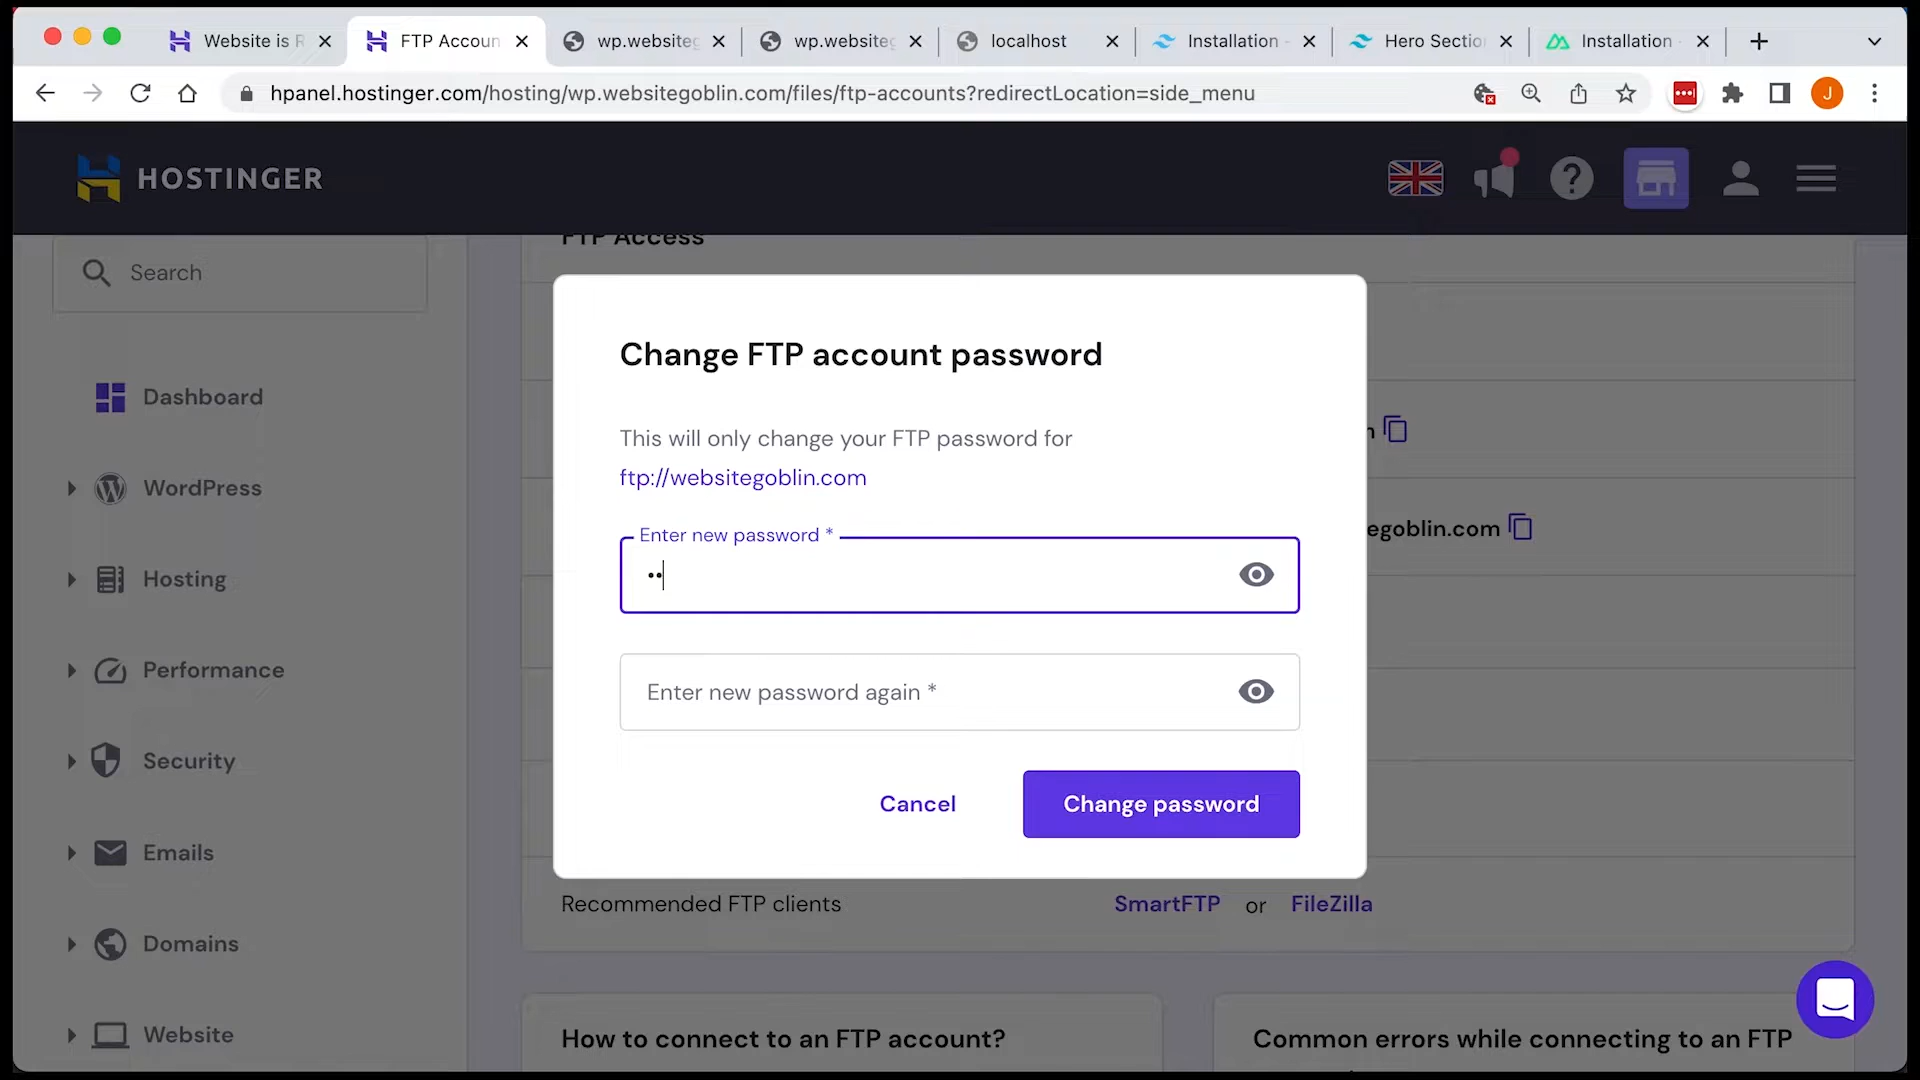 Website is R
FTP Accoun
wp.websiteg
wp.websiteg
localhost
Installation -
Hero Sectio
Installation
hpanel.hostinger.com/hosting/wp.websitegoblin.com/files/ftp-accounts?redirectLocation=side_menu
J
HOSTINGER
FTP Access
Search
Dashboard
WordPress
Hosting
Performance
Security
Emails
Domains
Website
Change FTP account password
This will only change your FTP password for
ftp://websitegoblin.com
Enter new password *
••
Enter new password again *
Cancel
Change password
n
egoblin.com
Recommended FTP clients
SmartFTP or FileZilla
How to connect to an FTP account?
Common errors while connecting to an FTP